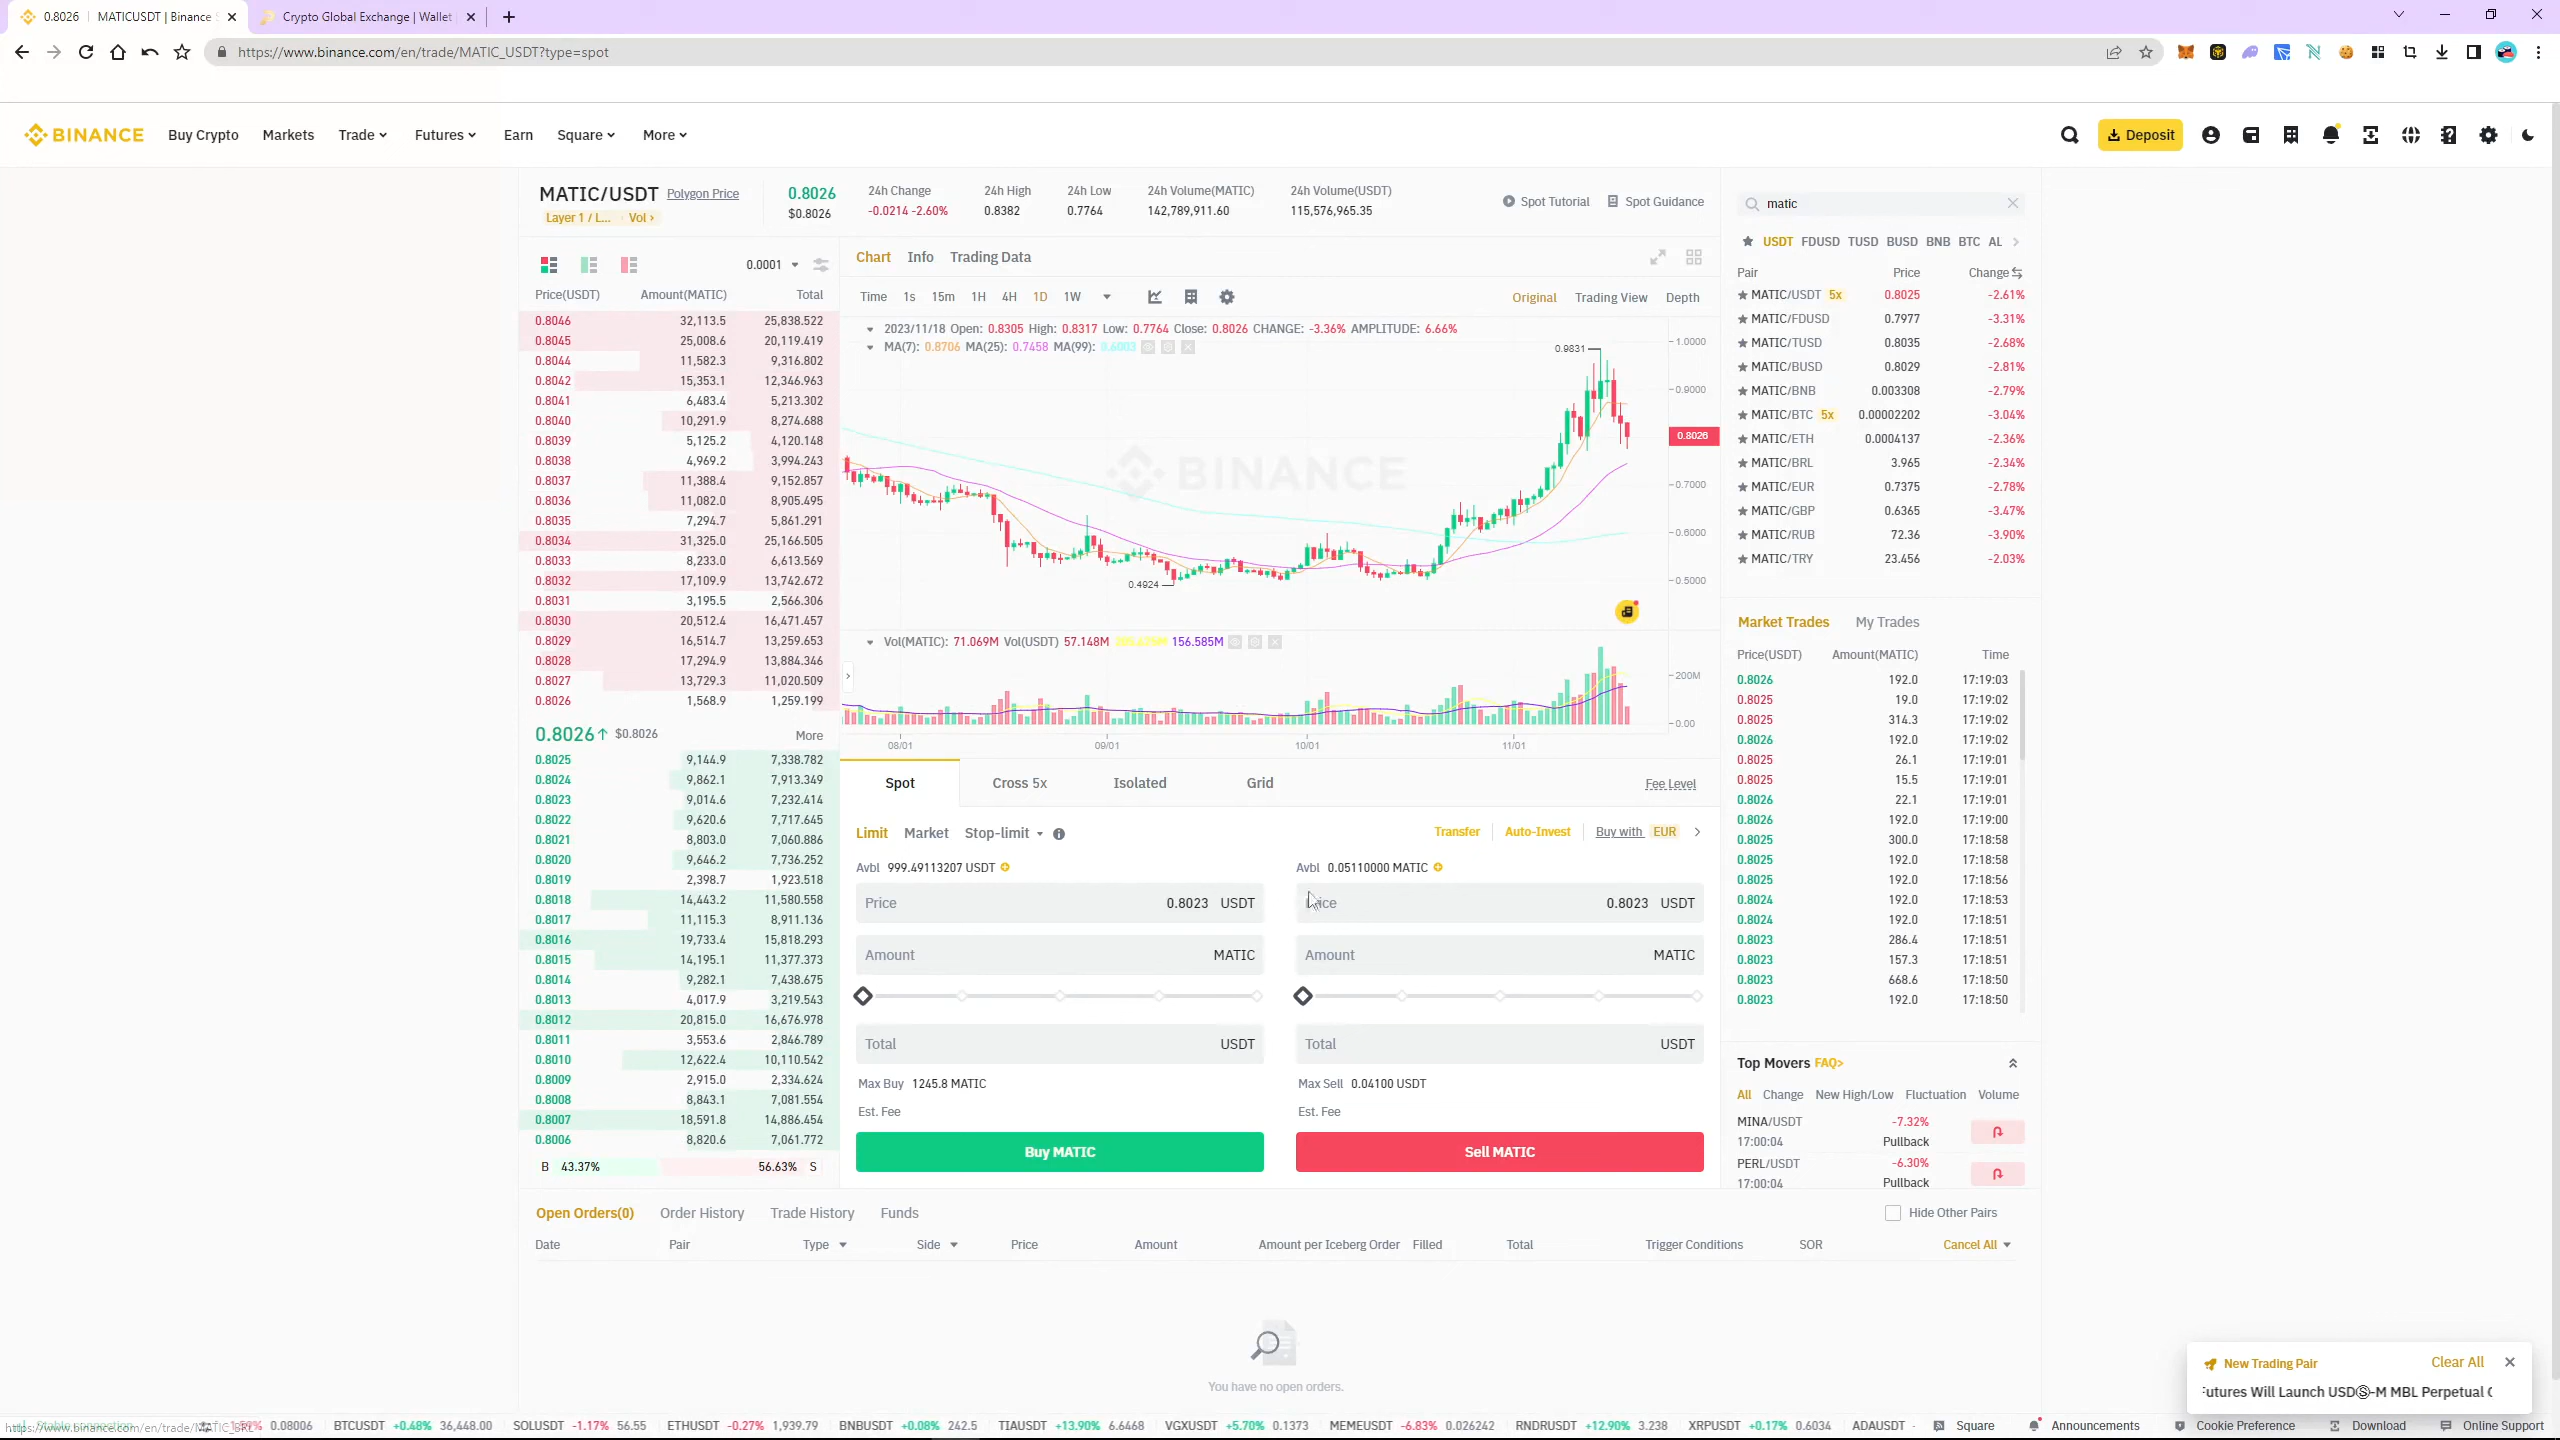 0.8026 | MATICUSDT | Binance S
Crypto Global Exchange | Wallet
https://www.binance.com/en/trade/MATIC_USDT?type=spot
BINANCE Buy Crypto Markets Trade Futures Earn Square More
Deposit
MATIC/USDT Polygon Price
Layer 1 / L... Vol
0.8026
$0.8026
24h Change
-0.0214 -2.60%
24h High
0.8382
24h Low
0.7764
24h Volume(MATIC)
142,789,911.60
24h Volume(USDT)
115,576,965.35
Spot Tutorial Spot Guidance
0.0001
Price(USDT) Amount(MATIC) Total
0.8046 32,113.5 25,838.522
0.8045 25,008.6 20,119.419
0.8044 11,582.3 9,316.802
0.8042 15,353.1 12,346.963
0.8041 6,483.4 5,213.302
0.8040 10,291.9 8,274.688
0.8039 5,125.2 4,120.148
0.8038 4,969.2 3,994.243
0.8037 11,388.4 9,152.857
0.8036 11,082.0 8,905.495
0.8035 7,294.7 5,861.291
0.8034 31,325.0 25,166.505
0.8033 8,233.0 6,613.569
0.8032 17,109.9 13,742.672
0.8031 3,195.5 2,566.306
0.8030 20,512.4 16,471.457
0.8029 16,514.7 13,259.653
0.8028 17,294.9 13,884.346
0.8027 13,729.3 11,020.509
0.8026 1,568.9 1,259.199
0.8026↑ $0.8026 More
0.8025 9,144.9 7,338.782
0.8024 9,862.1 7,913.349
0.8023 9,014.6 7,232.414
0.8022 9,620.6 7,717.645
0.8021 8,803.0 7,060.886
0.8020 9,646.2 7,736.252
0.8019 2,398.7 1,923.518
0.8018 14,443.2 11,580.558
0.8017 11,115.3 8,911.136
0.8016 19,733.4 15,818.293
0.8015 14,195.1 11,377.373
0.8014 9,282.1 7,438.675
0.8013 4,017.9 3,219.543
0.8012 20,815.0 16,676.978
0.8011 3,553.6 2,846.789
0.8010 12,622.4 10,110.542
0.8009 2,915.0 2,334.624
0.8008 8,843.1 7,081.554
0.8007 18,591.8 14,886.454
0.8006 8,820.6 7,061.772
B 43.37% 56.63% S
Chart Info Trading Data
Time 1s 15m 1H 4H 1D 1W
Original Trading View Depth
2023/11/18 Open: 0.8305 High: 0.8317 Low: 0.7764 Close: 0.8026 CHANGE: -3.36% AMPLITUDE: 6.66%
MA(7): 0.8706 MA(25): 0.7458 MA(99): 0.6003
0.9831
1.0000
0.9000
0.8026
BINANCE
0.7000
0.6000
0.4924
0.5000
Vol(MATIC): 71.069M Vol(USDT) 57.148M 156.585M
200M
0.00
08/01 09/01 10/01 11/01
Spot Cross 5x Isolated Grid Fee Level
Limit Market Stop-limit
Transfer Auto-Invest Buy with EUR
Avbl 999.49113207 USDT
Price 0.8023 USDT
Amount MATIC
Total USDT
Max Buy 1245.8 MATIC
Est. Fee
Buy MATIC
Avbl 0.05110000 MATIC
Price 0.8023 USDT
Amount MATIC
Total USDT
Max Sell 0.04100 USDT
Est. Fee
Sell MATIC
matic
USDT FDUSD TUSD BUSD BNB BTC AL
Pair Price Change
MATIC/USDT 5x 0.8025 -2.61%
MATIC/FDUSD 0.7977 -3.31%
MATIC/TUSD 0.8035 -2.68%
MATIC/BUSD 0.8029 -2.81%
MATIC/BNB 0.003308 -2.79%
MATIC/BTC 5x 0.00002202 -3.04%
MATIC/ETH 0.0004137 -2.36%
MATIC/BRL 3.965 -2.34%
MATIC/EUR 0.7375 -2.78%
MATIC/GBP 0.6365 -3.47%
MATIC/RUB 72.36 -3.90%
MATIC/TRY 23.456 -2.03%
Market Trades My Trades
Price(USDT) Amount(MATIC) Time
0.8026 192.0 17:19:03
0.8025 19.0 17:19:02
0.8025 314.3 17:19:02
0.8026 192.0 17:19:02
0.8025 26.1 17:19:01
0.8025 15.5 17:19:01
0.8026 22.1 17:19:01
0.8026 192.0 17:19:00
0.8025 300.0 17:18:58
0.8025 192.0 17:18:58
0.8025 192.0 17:18:56
0.8024 192.0 17:18:53
0.8024 192.0 17:18:51
0.8023 286.4 17:18:51
0.8023 157.3 17:18:51
0.8023 668.6 17:18:50
0.8023 192.0 17:18:50
Top Movers FAQ>
All Change New High/Low Fluctuation Volume
MINA/USDT -7.32%
17:00:04 Pullback
PERL/USDT -6.30%
17:00:04 Pullback
Open Orders(0) Order History Trade History Funds
Hide Other Pairs
Date Pair Type Side Price Amount Amount per Iceberg Order Filled Total Trigger Conditions SOR Cancel All
You have no open orders.
New Trading Pair Clear All
Futures Will Launch USDⓈ-M MBL Perpetual C
https://www.binance.com/en/trade/MATIC_BRL
0.08006 BTCUSDT +0.48% 36,448.00 SOLUSDT -1.17% 56.55 ETHUSDT -0.27% 1,939.79 BNBUSDT +0.08% 242.5 TIAUSDT +13.90% 6.6468 VGXUSDT +5.70% 0.1373 MEMEUSDT -6.83% 0.026242 RNDRUSDT +12.90% 3.238 XRPUSDT +0.17% 0.6034 ADAUSDT -
Square Announcements Cookie Preference Download Online Support